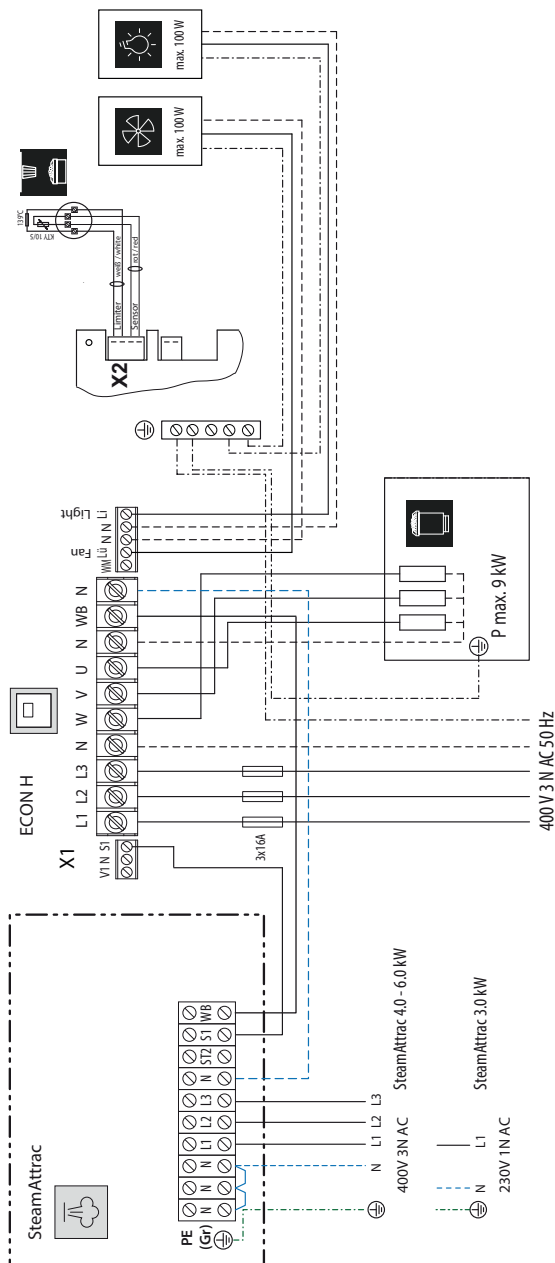 SteamAttrac
PE
(Gr)
N
N
N
L1
L2
L3
N
ST2
S1
WB
N
L1
L2
L3
400V 3N AC
SteamAttrac 4.0 - 6.0 kW
N
L1
230V 1N AC
SteamAttrac 3.0 kW
ECON H
X1
V1 N S1
L1 L2 L3 N W V U N WB N
WM Lü N N Li
Fan
Light
3x16A
400 V 3 N AC 50 Hz
P max. 9 kW
X2
Limiter
weiß/white
Sensor
rot/red
139°C
KTY 10/5
max. 100 W
max. 100 W